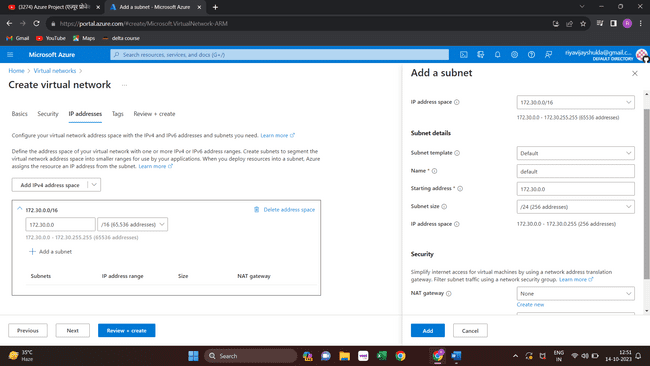 (3274) Azure Project (एज़्यूर प्रोजे
Add a subnet - Microsoft Azure
https://portal.azure.com/#create/Microsoft.VirtualNetwork-ARM
Gmail
YouTube
Maps
delta course
Microsoft Azure
Search resources, services, and docs (G+/)
riyavijayshukla@gmail.c...
DEFAULT DIRECTORY
Home > Virtual networks >
Create virtual network ...
Basics
Security
IP addresses
Tags
Review + create
Configure your virtual network address space with the IPv4 and IPv6 addresses and subnets you need. Learn more
Define the address space of your virtual network with one or more IPv4 or IPv6 address ranges. Create subnets to segment the
virtual network address space into smaller ranges for use by your applications. When you deploy resources into a subnet, Azure
assigns the resource an IP address from the subnet. Learn more
Add IPv4 address space
172.30.0.0/16
Delete address space
172.30.0.0
/16 (65,536 addresses)
172.30.0.0 - 172.30.255.255 (65536 addresses)
+ Add a subnet
Subnets
IP address range
Size
NAT gateway
Previous
Next
Review + create
Add a subnet
IP address space
172.30.0.0/16
172.30.0.0 - 172.30.255.255 (65536 addresses)
Subnet details
Subnet template
Default
Name *
default
Starting address *
172.30.0.0
Subnet size
/24 (256 addresses)
IP address space
172.30.0.0 - 172.30.0.255 (256 addresses)
Security
Simplify internet access for virtual machines by using a network address translation
gateway. Filter subnet traffic using a network security group. Learn more
NAT gateway
None
Create new
Add
Cancel
35°C
Haze
Search
ENG
IN
12:51
14-10-2023